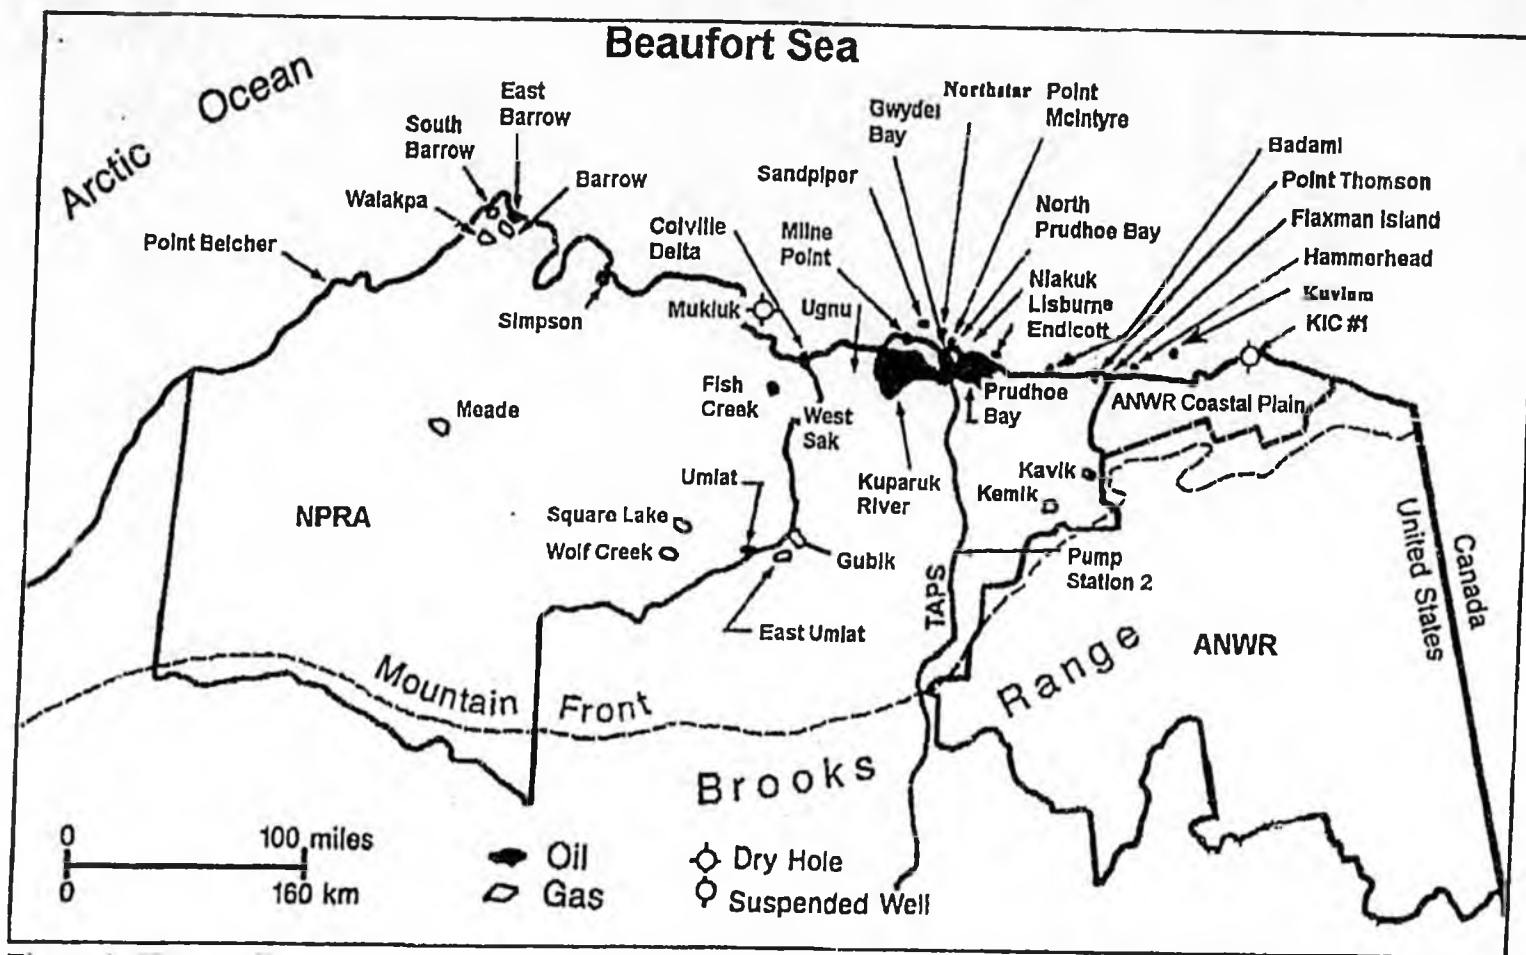 Beaufort Sea
Arctic Ocean
East
Barrow
South
Barrow
Walakpa
Barrow
Point Belcher
Simpson
Colville
Delta
Mukluk
Sandpiper
Milne
Point
Ugnu
Gwyder
Bay
Northstar
Point
McIntyre
North
Prudhoe Bay
Niakuk
Lisburne
Endicott
Badami
Point Thomson
Flaxman Island
Hammerhead
Kuvlum
KIC #1
Fish
Creek
West
Sak
Prudhoe
Bay
ANWR Coastal Plain
Meade
NPRA
Umiat
Square Lake
Wolf Creek
Gubik
East Umiat
Kuparuk
River
Kavik
Kemik
Pump
Station 2
TAPS
Canada
United States
ANWR
Mountain Front
Brooks Range
0 100 miles
0 160 km
Oil
Gas
Dry Hole
Suspended Well